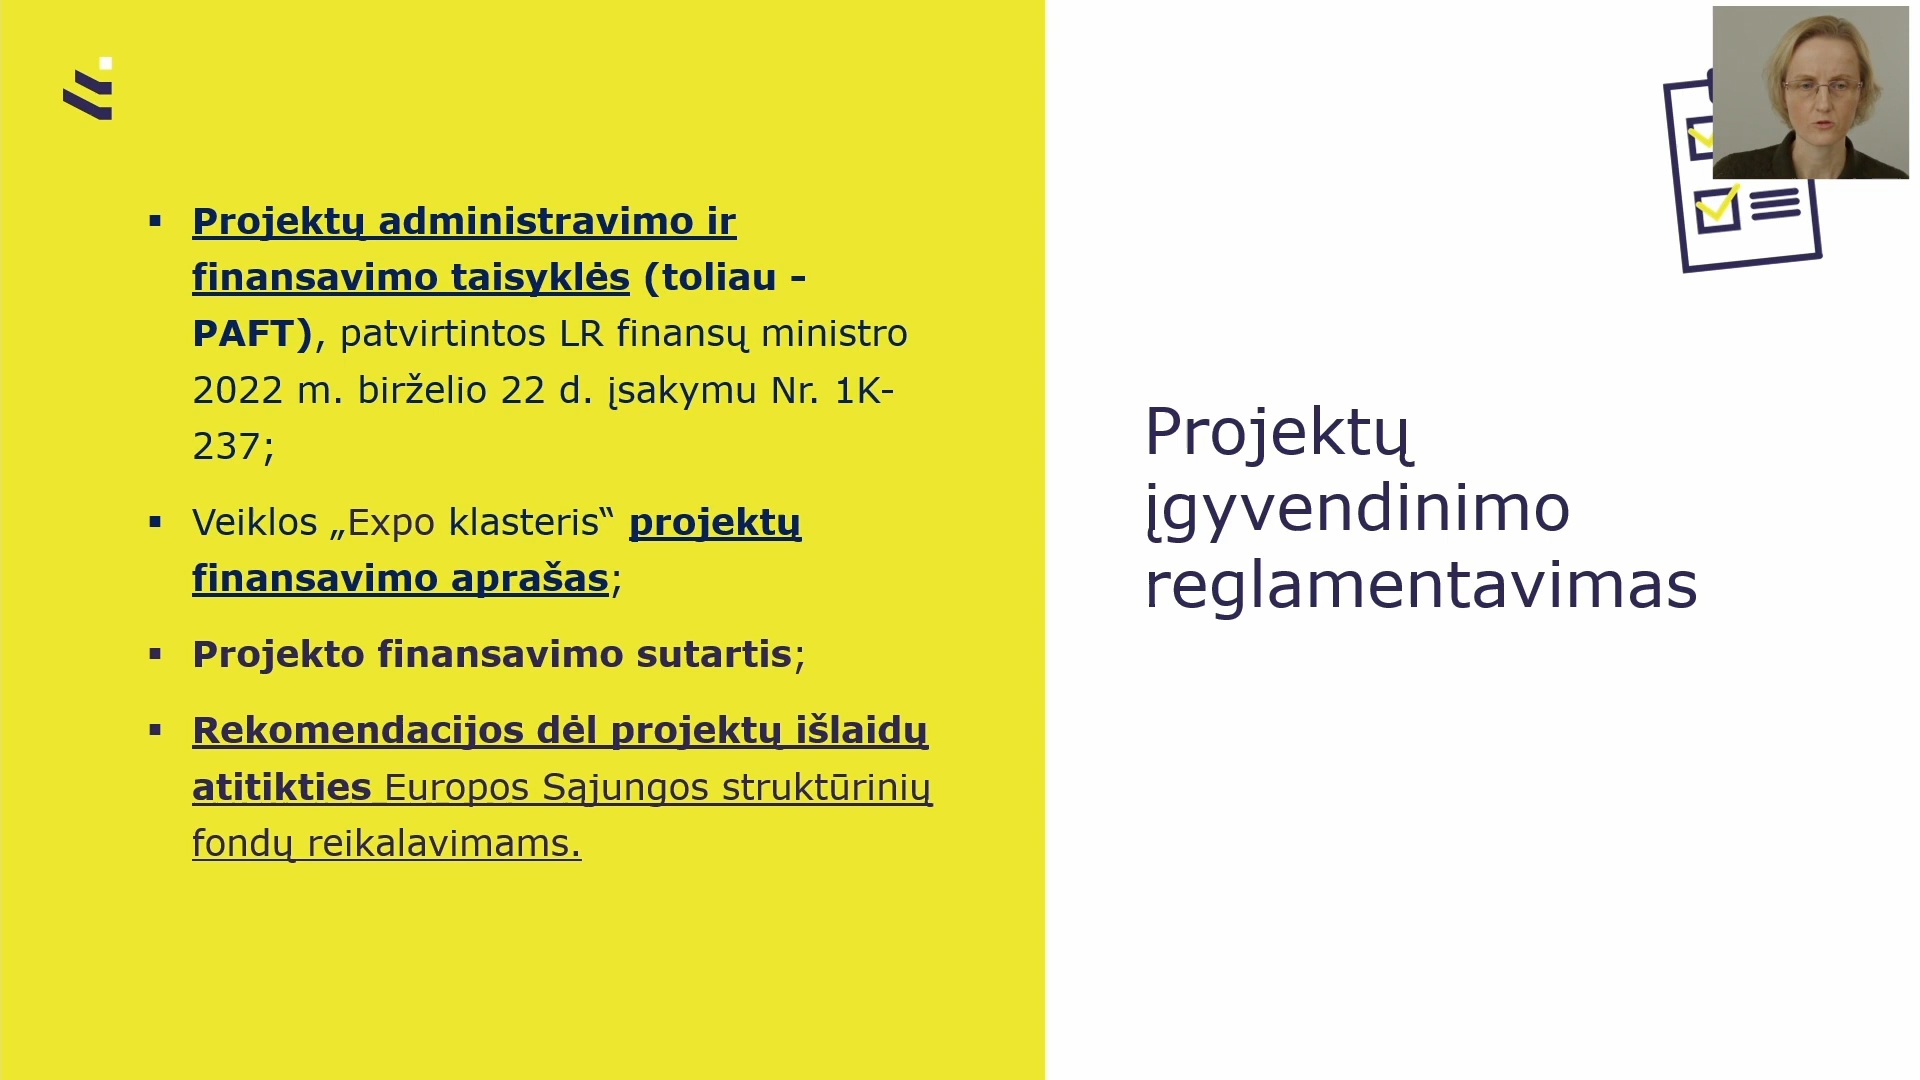 Projektų administravimo ir
finansavimo taisyklės (toliau –
PAFT), patvirtintos LR finansų ministro
2022 m. birželio 22 d. įsakymu Nr. 1K-
237;
Veiklos „Expo klasteris“ projektų
finansavimo aprašas;
Projekto finansavimo sutartis;
Rekomendacijos dėl projektų išlaidų
atitikties Europos Sąjungos struktūrinių
fondų reikalavimams.
Projektų
įgyvendinimo
reglamentavimas